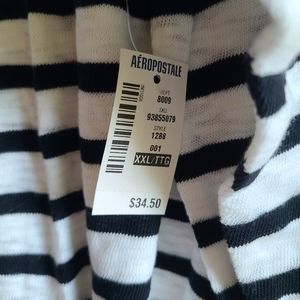 AÉROPOSTALE
DEPT
8009
SKU
93855079
STYLE
1288
001
XXL/TTG
$34.50